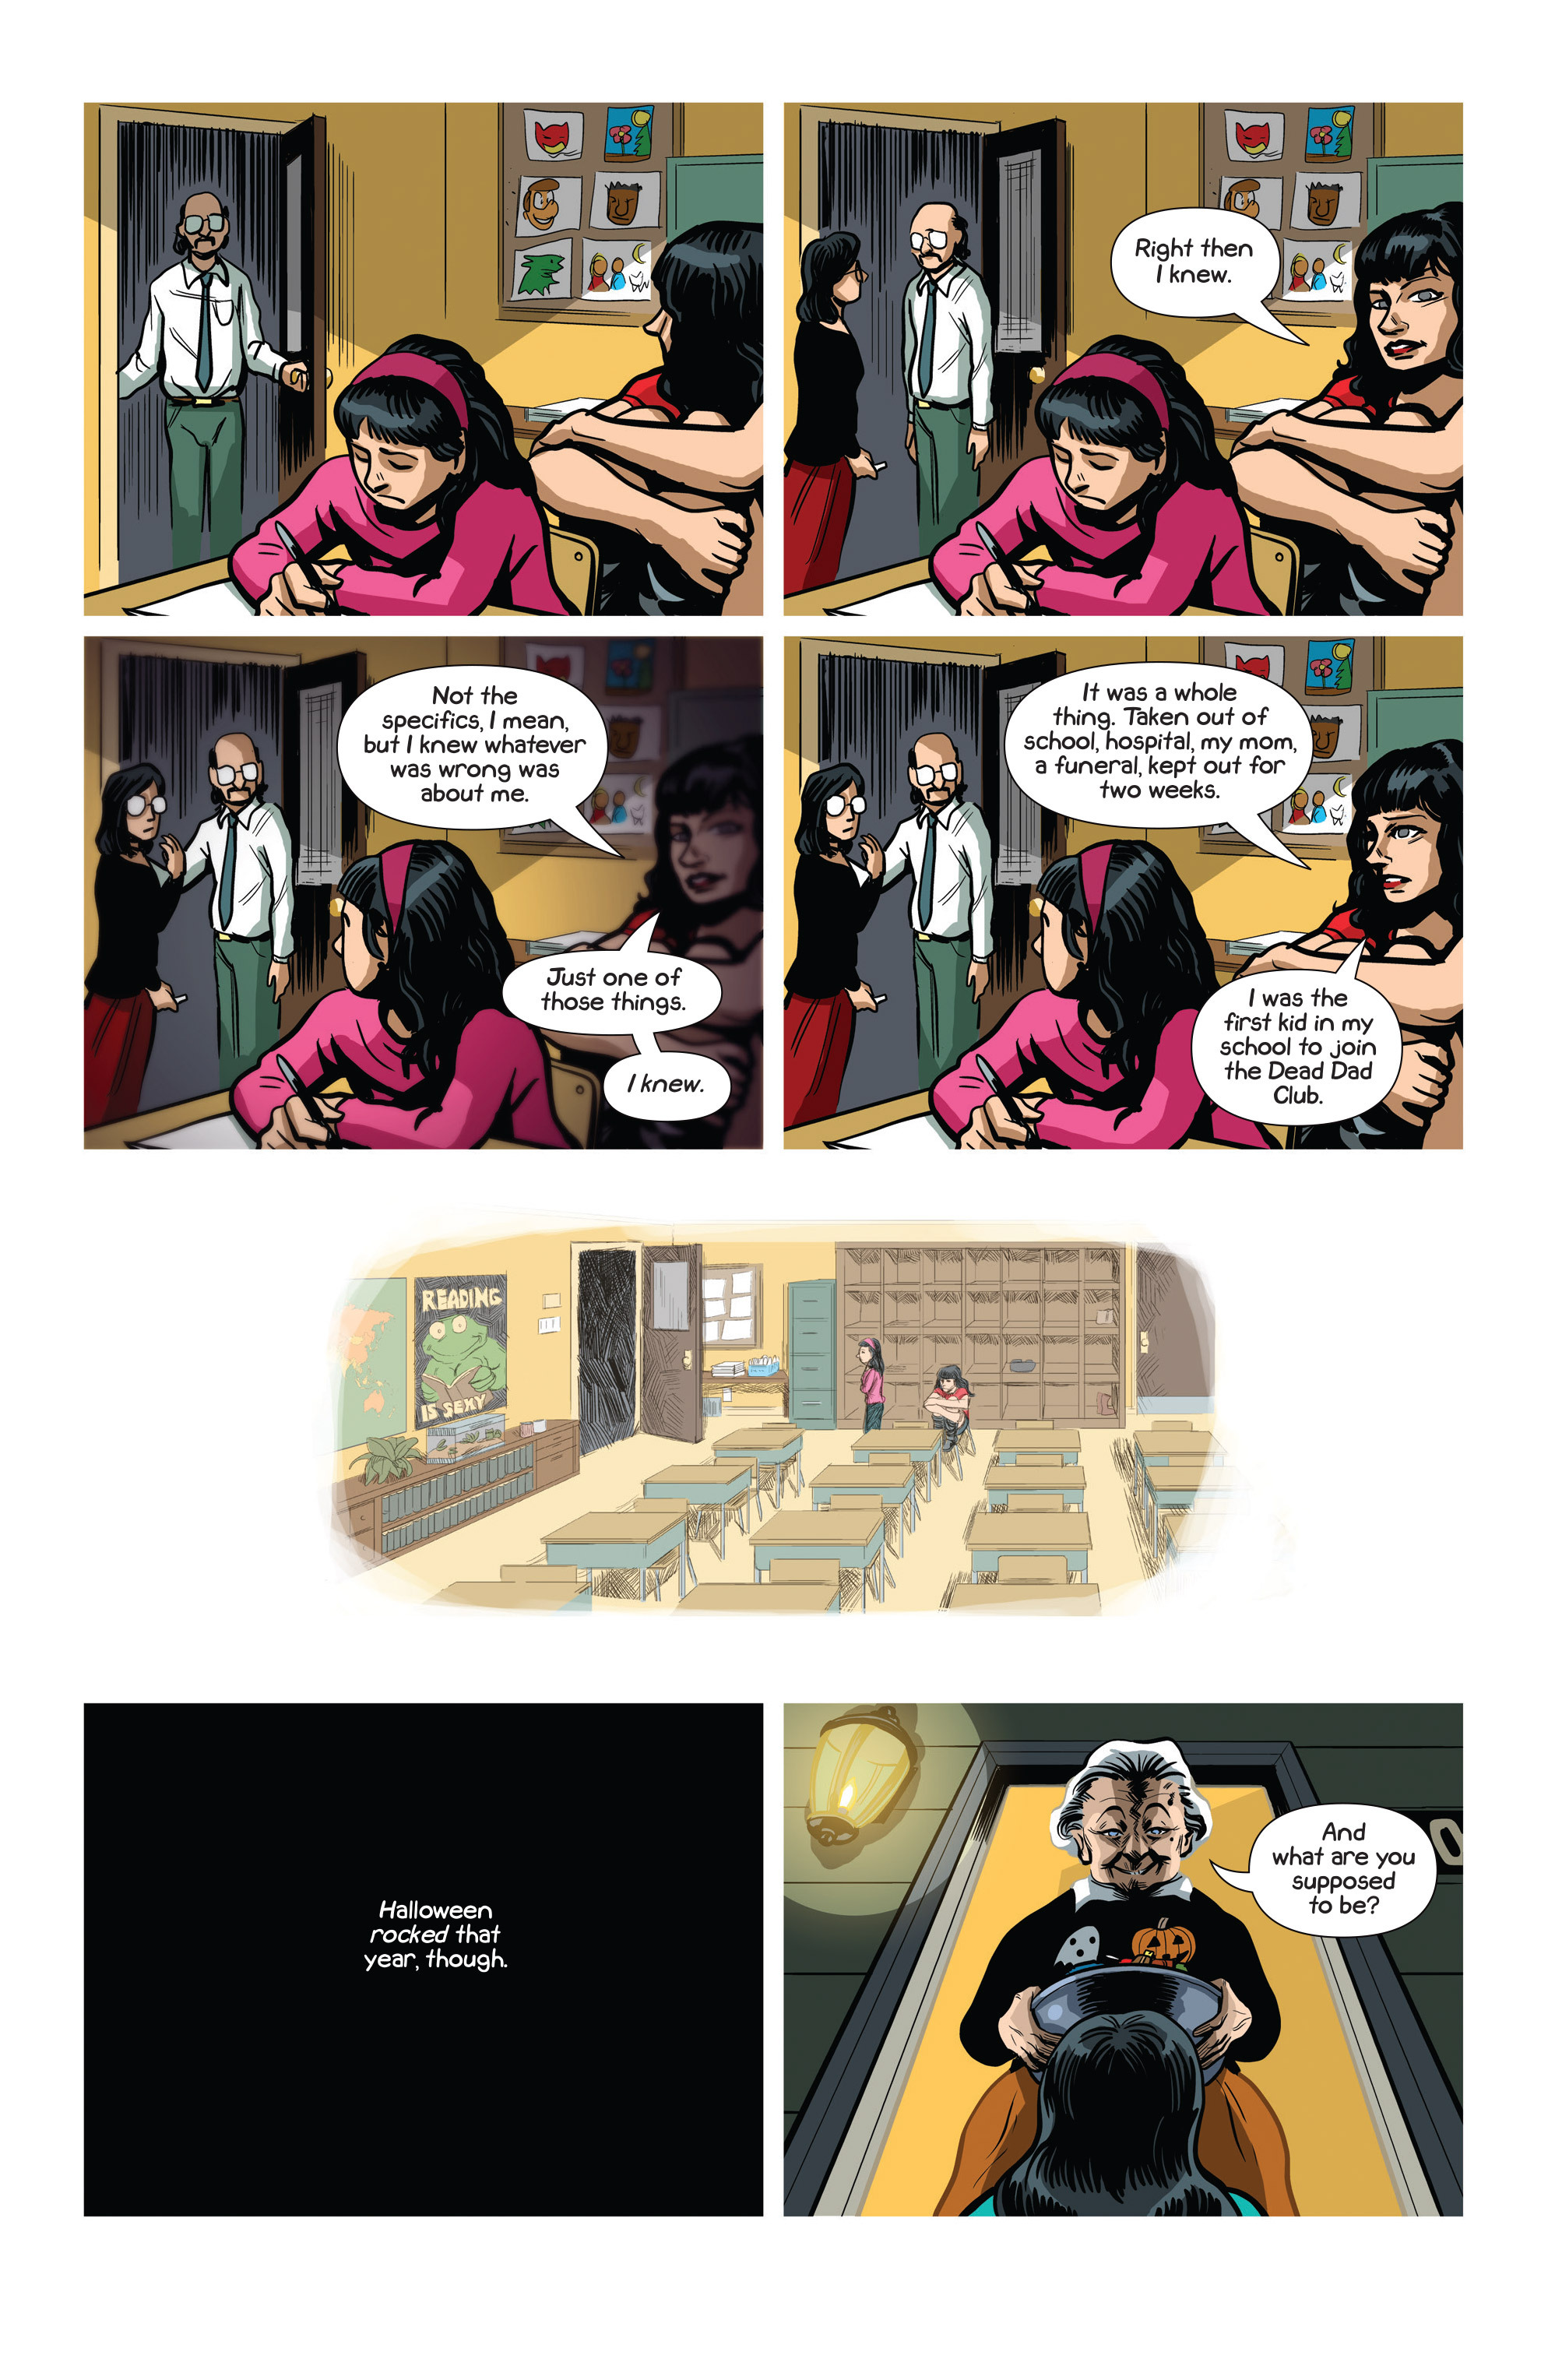 Right then
I knew.
Not the
specifics, I mean,
but I knew whatever
was wrong was
about me.
Just one of
those things.
I knew.
It was a whole
thing. Taken out of
school, hospital, my mom,
a funeral, kept out for
two weeks.
I was the
first kid in my
school to join
the Dead Dad
Club.
READING
IS SEXY
Halloween
rocked that
year, though.
And
what are you
supposed
to be?
0